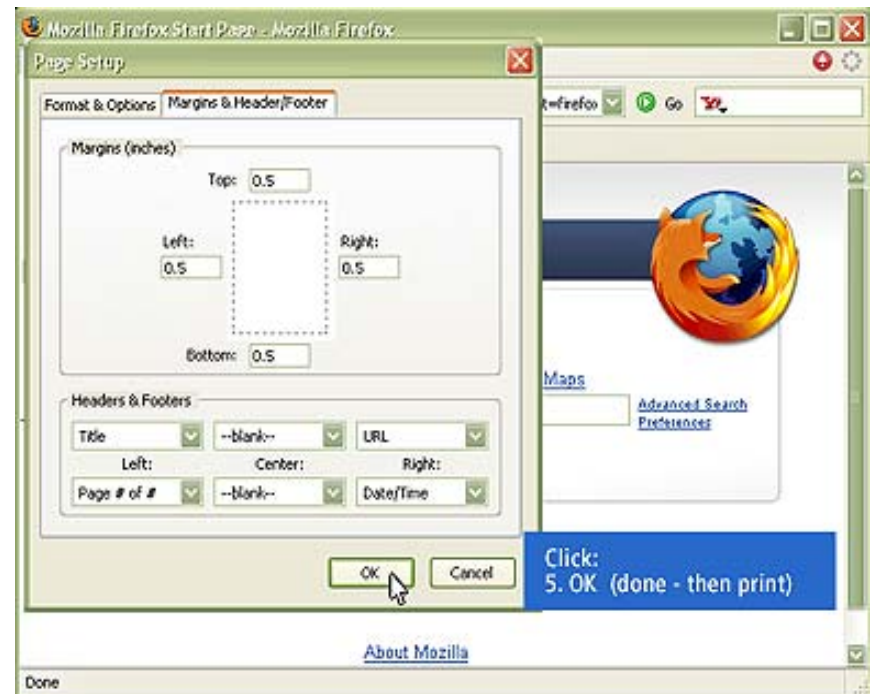 Mozilla Firefox Start Page - Mozilla Firefox
Page Setup
Format & Options Margins & Header/Footer
t=firefox Go Y!
Margins (inches)
Top: 0.5
Left: Right:
0.5 0.5
Bottom: 0.5
Maps
Advanced Search
Preferences
Headers & Footers
Title --blank-- URL
Left: Center: Right:
Page # of # --blank-- Date/Time
OK Cancel
Click:
5. OK (done - then print)
About Mozilla
Done